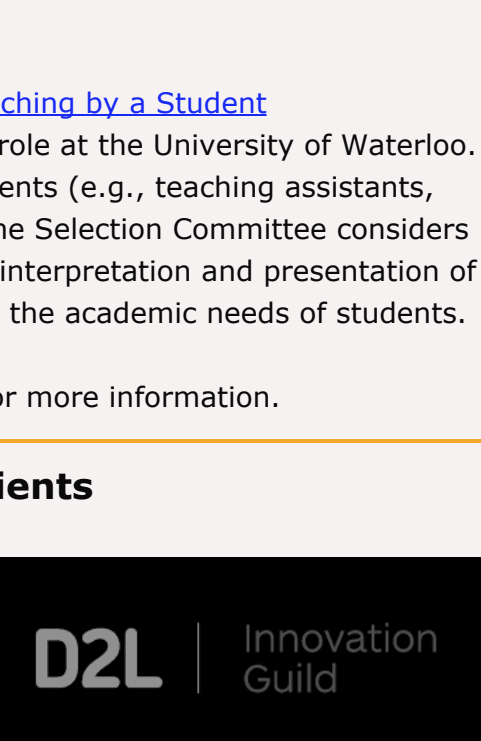 ching by a Student
role at the University of Waterloo.
ents (e.g., teaching assistants,
ne Selection Committee considers
interpretation and presentation of
the academic needs of students.
or more information.
ients
D2L
Innovation
Guild